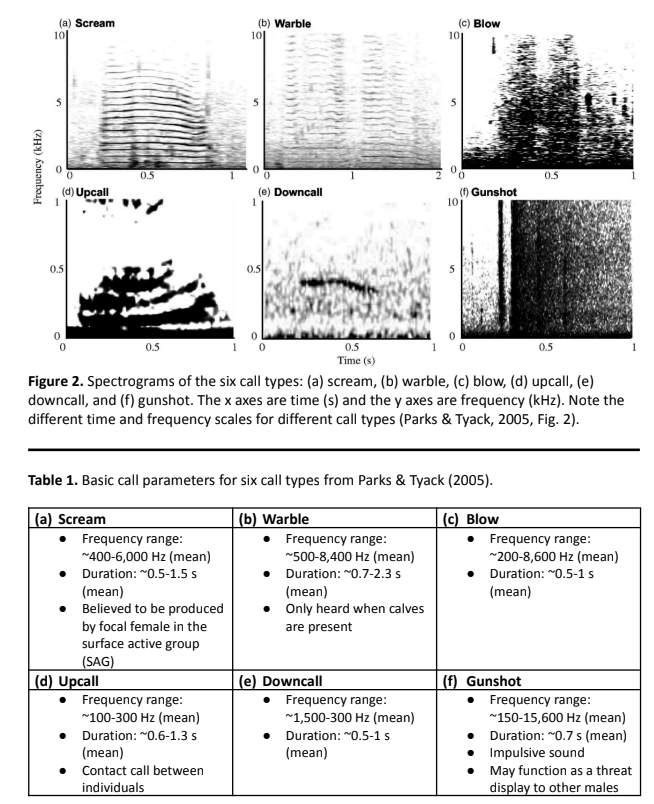 (a) Scream
(b) Warble
(c) Blow
10
5
0
0
0.5
1
10
5
0
0
1
2
10
5
0
0
0.5
1
Frequency (kHz)
(d) Upcall
(e) Downcall
(f) Gunshot
1
0.5
0
0
0.5
1
1
0.5
0
0
0.5
1
10
5
0
0
0.5
1
Time (s)
Figure 2. Spectrograms of the six call types: (a) scream, (b) warble, (c) blow, (d) upcall, (e)
downcall, and (f) gunshot. The x axes are time (s) and the y axes are frequency (kHz). Note the
different time and frequency scales for different call types (Parks & Tyack, 2005, Fig. 2).
Table 1. Basic call parameters for six call types from Parks & Tyack (2005).
(a) Scream
● Frequency range:
~400-6,000 Hz (mean)
● Duration: ~0.5-1.5 s
(mean)
● Believed to be produced
by focal female in the
surface active group
(SAG)
(b) Warble
● Frequency range:
~500-8,400 Hz (mean)
● Duration: ~0.7-2.3 s
(mean)
● Only heard when calves
are present
(c) Blow
● Frequency range:
~200-8,600 Hz (mean)
● Duration: ~0.5-1 s
(mean)
(d) Upcall
● Frequency range:
~100-300 Hz (mean)
● Duration: ~0.6-1.3 s
(mean)
● Contact call between
individuals
(e) Downcall
● Frequency range:
~1,500-300 Hz (mean)
● Duration: ~0.5-1 s
(mean)
(f) Gunshot
● Frequency range:
~150-15,600 Hz (mean)
● Duration: ~0.7 s (mean)
● Impulsive sound
● May function as a threat
display to other males